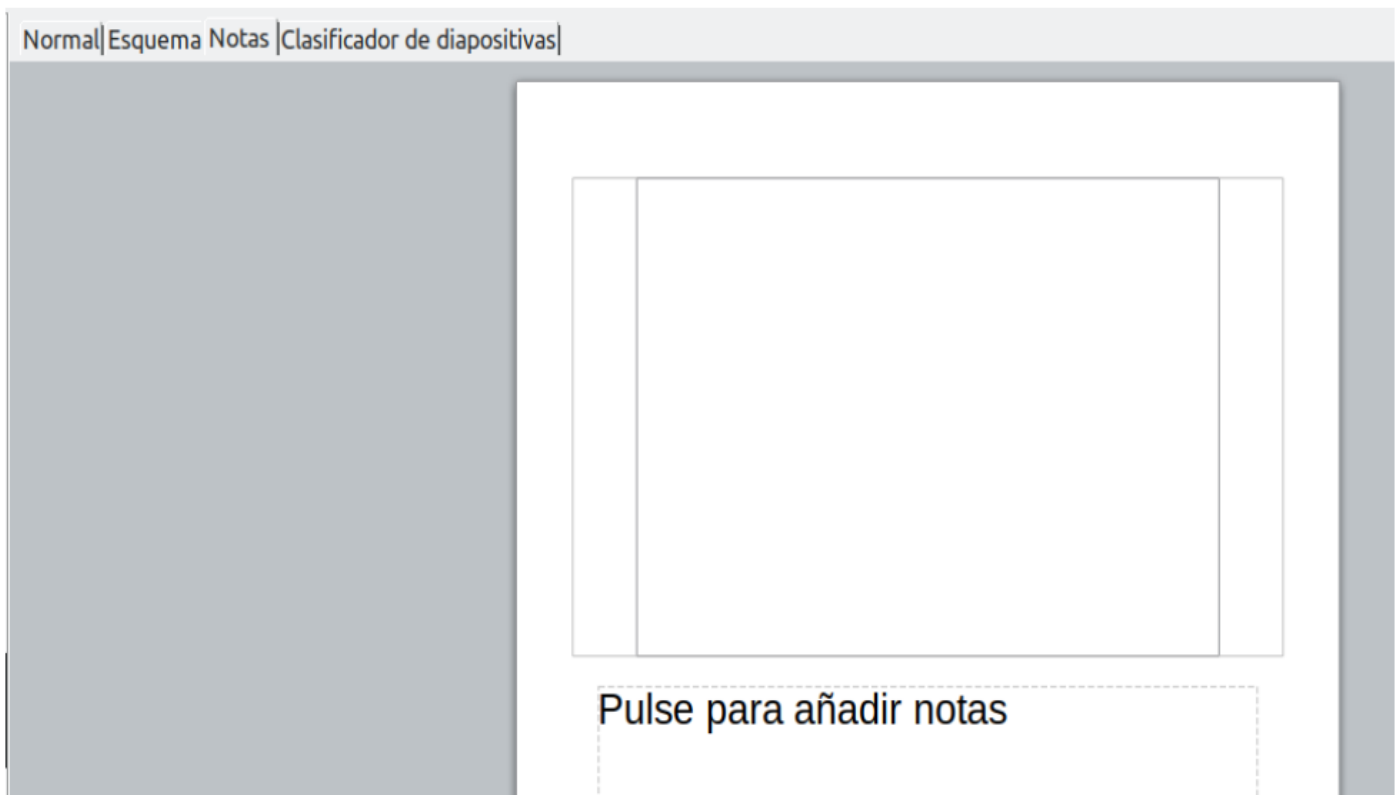 Normal Esquema Notas Clasificador de diapositivas
Pulse para añadir notas